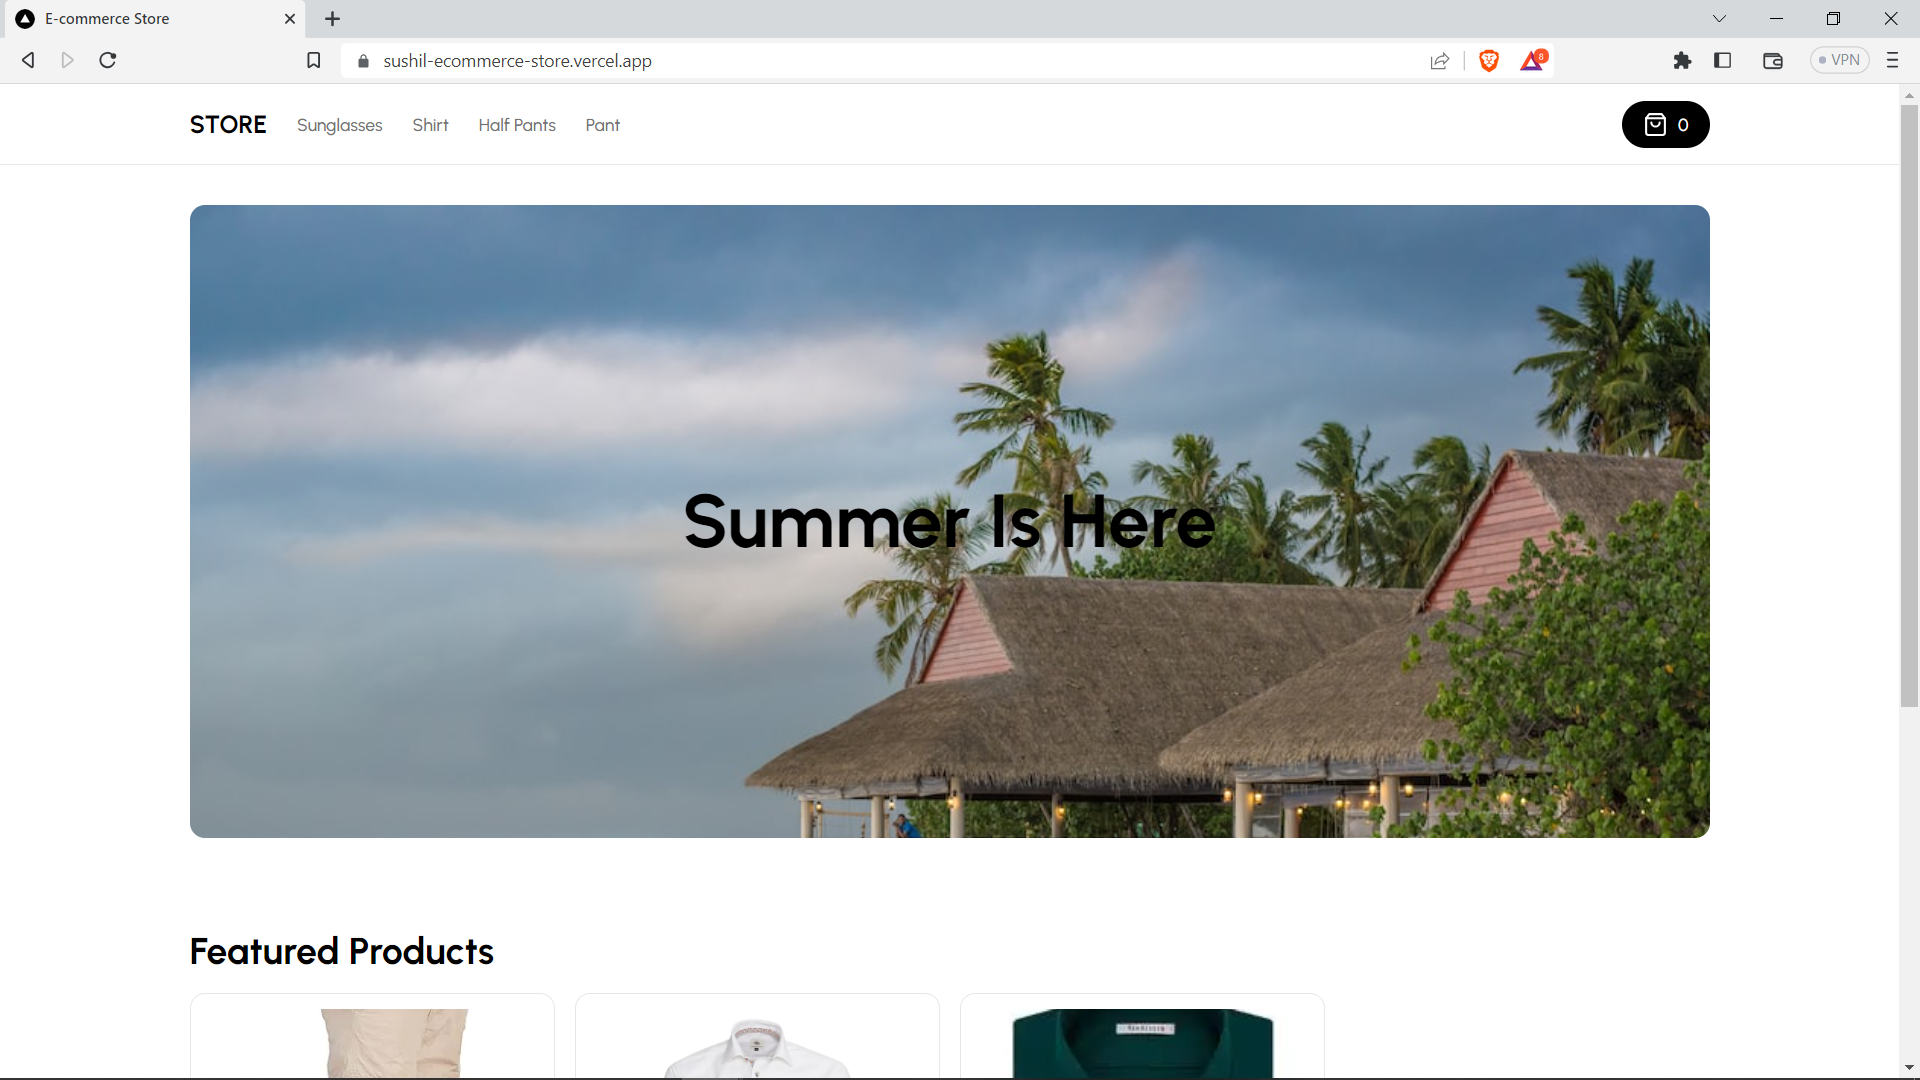 E-commerce Store
sushil-ecommerce-store.vercel.app
8
VPN
STORE Sunglasses Shirt Half Pants Pant
0
Summer Is Here
Featured Products